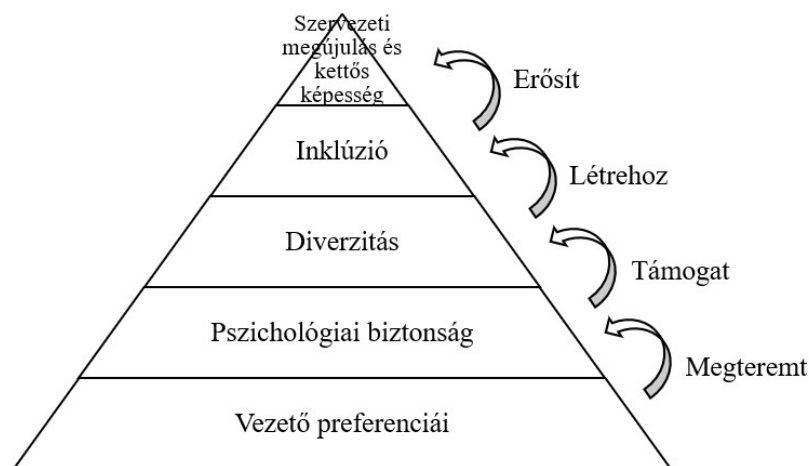 Szervezeti
megújulás és
kettős
képesség
Erősít
Inklúzió
Létrehoz
Diverzitás
Támogat
Pszichológiai biztonság
Megteremt
Vezető preferenciái